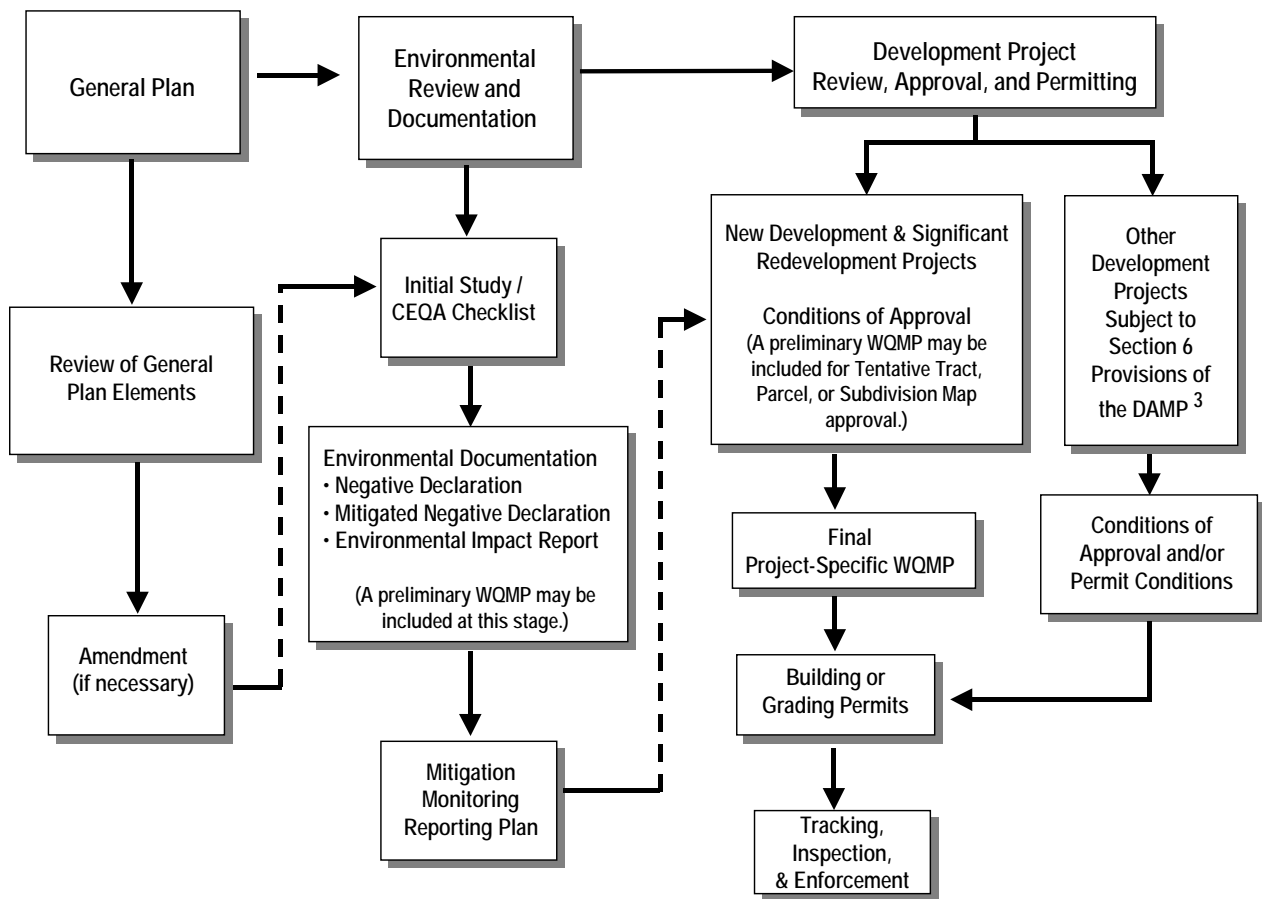 General Plan
Environmental
Review and
Documentation
Development Project
Review, Approval, and Permitting
Review of General
Plan Elements
Amendment
(if necessary)
Initial Study /
CEQA Checklist
Environmental Documentation
· Negative Declaration
· Mitigated Negative Declaration
· Environmental Impact Report
(A preliminary WQMP may be
included at this stage.)
Mitigation
Monitoring
Reporting Plan
New Development & Significant
Redevelopment Projects
Conditions of Approval
(A preliminary WQMP may be
included for Tentative Tract,
Parcel, or Subdivision Map
approval.)
Final
Project-Specific WQMP
Other
Development
Projects
Subject to
Section 6
Provisions of
the DAMP 3
Conditions of
Approval and/or
Permit Conditions
Building or
Grading Permits
Tracking,
Inspection,
& Enforcement